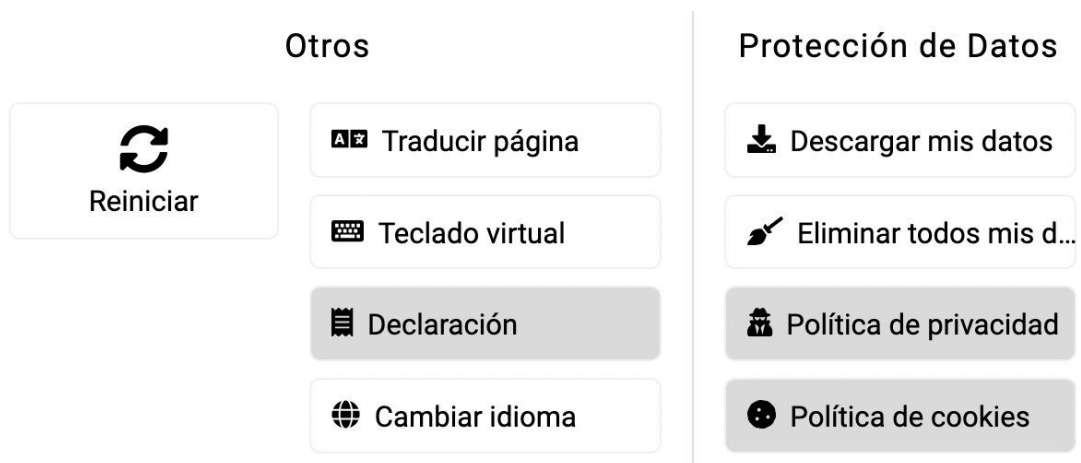 Otros
Reiniciar
Traducir página
Teclado virtual
Declaración
Cambiar idioma
Protección de Datos
Descargar mis datos
Eliminar todos mis d...
Política de privacidad
Política de cookies